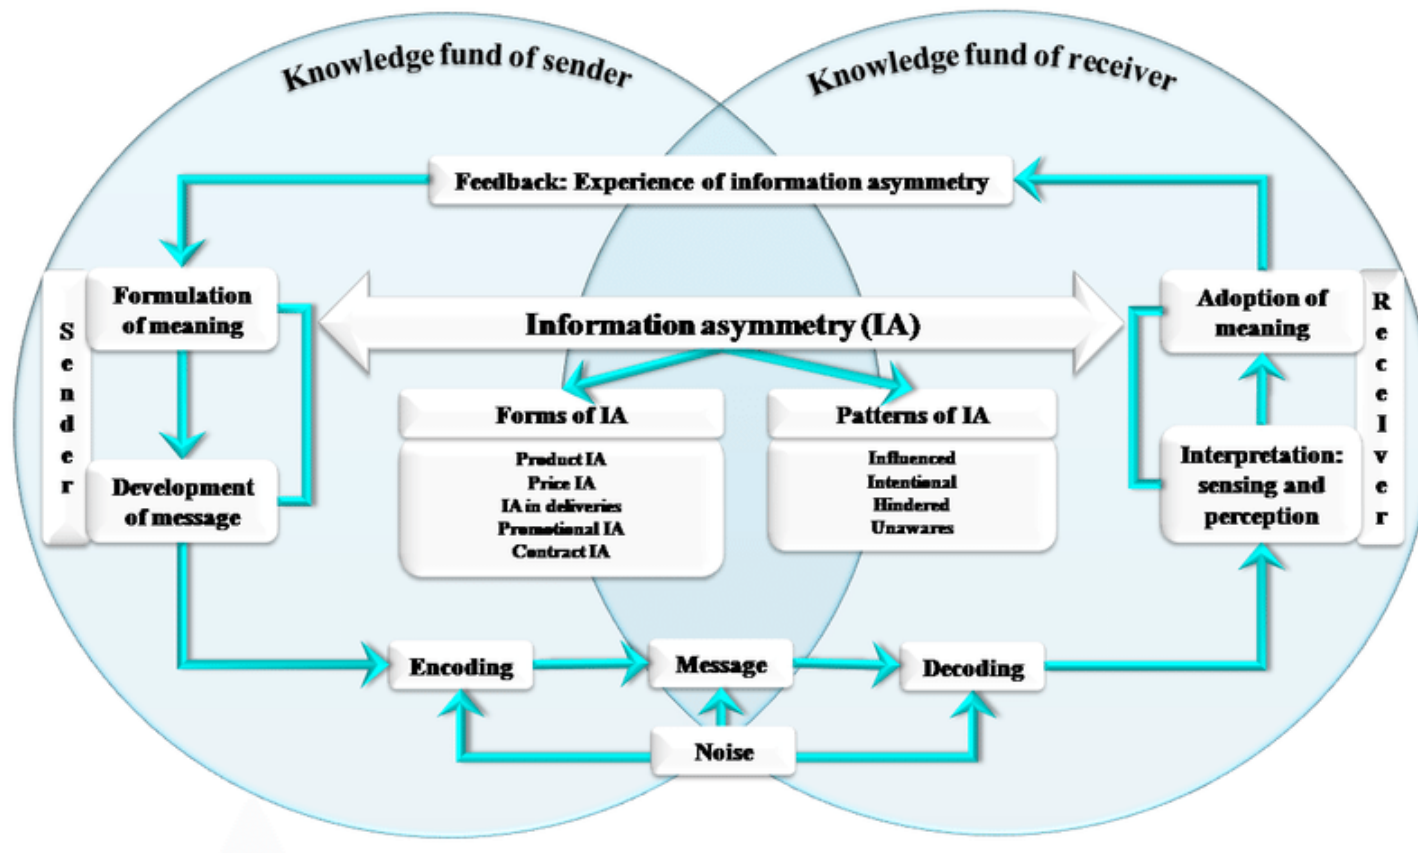 Knowledge fund of sender
Knowledge fund of receiver
Feedback: Experience of information asymmetry
Sender
Formulation
of meaning
Development
of message
Information asymmetry (IA)
Forms of IA
Product IA
Price IA
IA in deliveries
Promotional IA
Contract IA
Patterns of IA
Influenced
Intentional
Hindered
Unawares
Adoption of
meaning
Interpretation:
sensing and
perception
ReceIver
Encoding
Message
Decoding
Noise